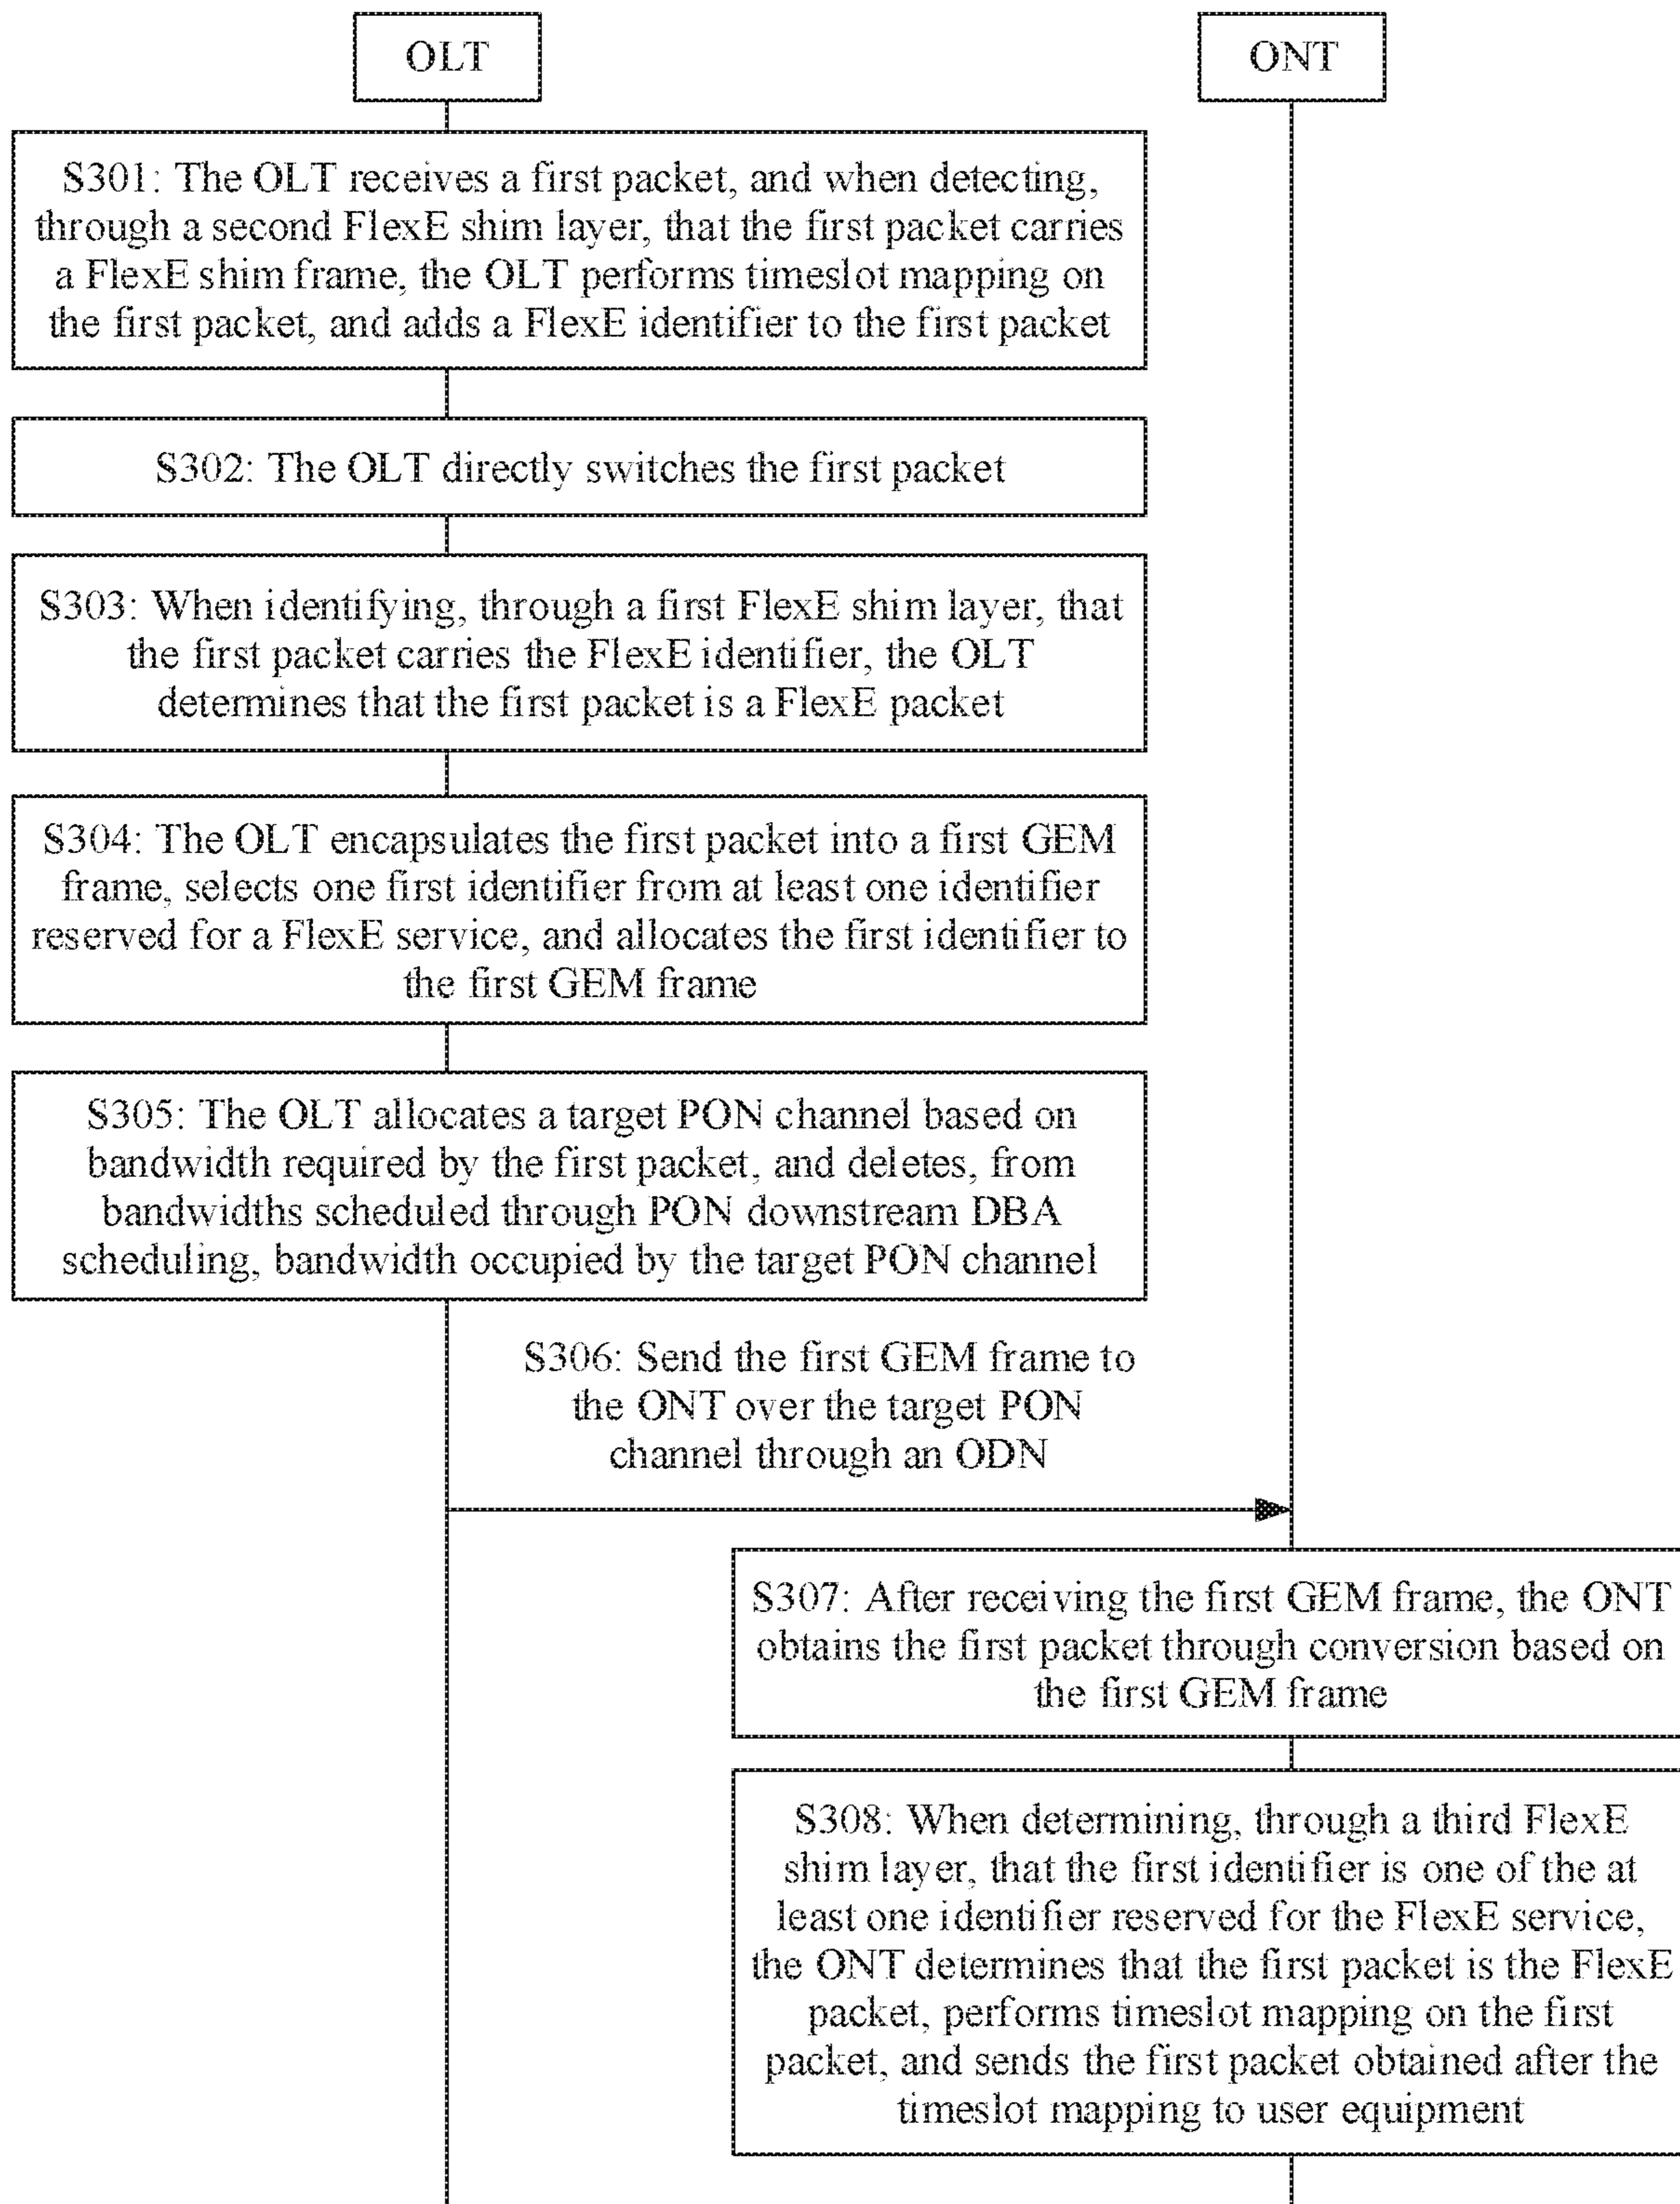 OLT
ONT
S301: The OLT receives a first packet, and when detecting,
through a second FlexE shim layer, that the first packet carries
a FlexE shim frame, the OLT performs timeslot mapping on
the first packet, and adds a FlexE identifier to the first packet
S302: The OLT directly switches the first packet
S303: When identifying, through a first FlexE shim layer, that
the first packet carries the FlexE identifier, the OLT
determines that the first packet is a FlexE packet
S304: The OLT encapsulates the first packet into a first GEM
frame, selects one first identifier from at least one identifier
reserved for a FlexE service, and allocates the first identifier to
the first GEM frame
S305: The OLT allocates a target PON channel based on
bandwidth required by the first packet, and deletes, from
bandwidths scheduled through PON downstream DBA
scheduling, bandwidth occupied by the target PON channel
S306: Send the first GEM frame to
the ONT over the target PON
channel through an ODN
S307: After receiving the first GEM frame, the ONT
obtains the first packet through conversion based on
the first GEM frame
S308: When determining, through a third FlexE
shim layer, that the first identifier is one of the at
least one identifier reserved for the FlexE service,
the ONT determines that the first packet is the FlexE
packet, performs timeslot mapping on the first
packet, and sends the first packet obtained after the
timeslot mapping to user equipment